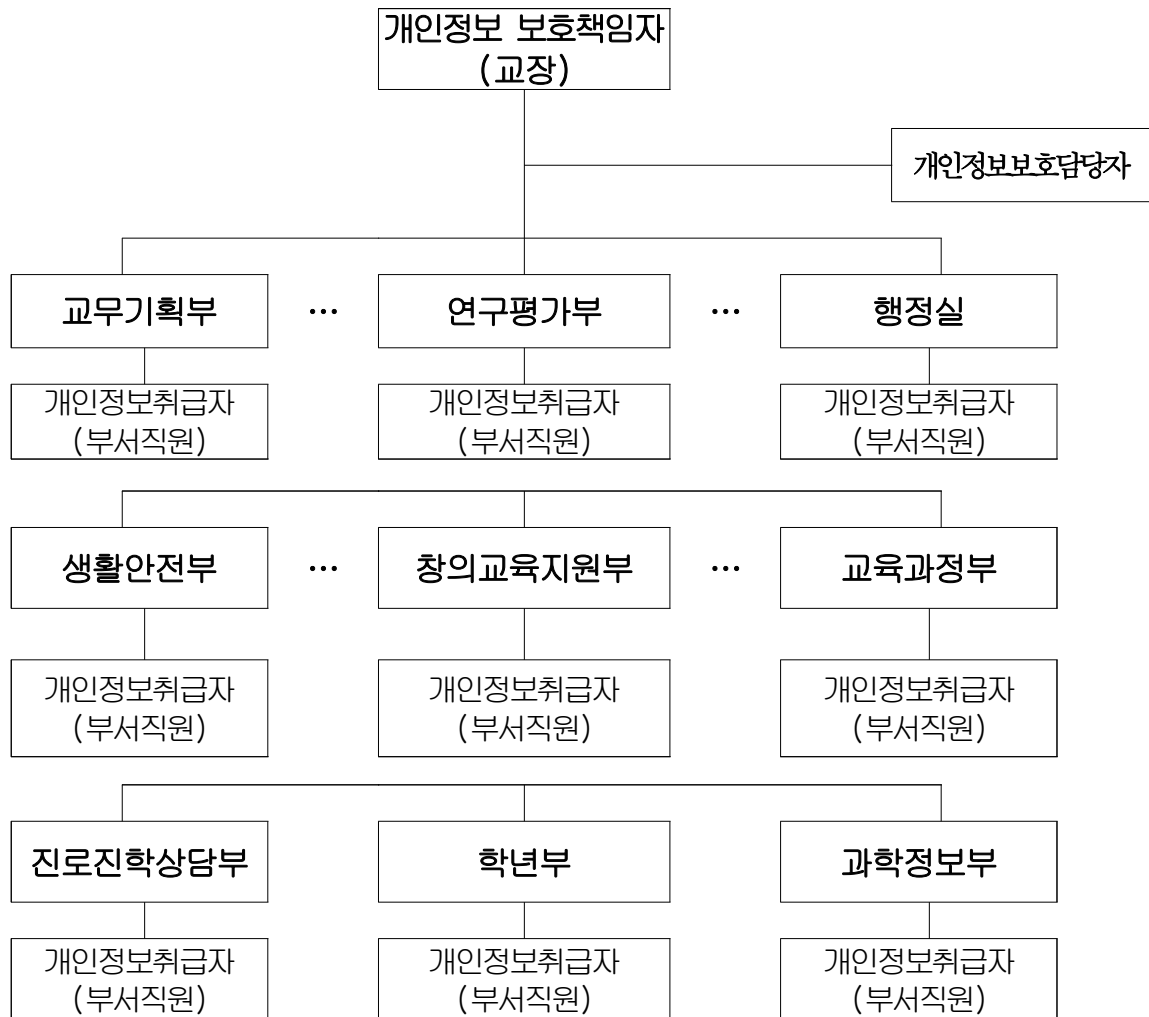 개인정보 보호책임자
(교장)
개인정보보호담당자
교무기획부 … 연구평가부 … 행정실
개인정보취급자 개인정보취급자 개인정보취급자
(부서직원) (부서직원) (부서직원)
생활안전부 … 창의교육지원부 … 교육과정부
개인정보취급자 개인정보취급자 개인정보취급자
(부서직원) (부서직원) (부서직원)
진로진학상담부 학년부 과학정보부
개인정보취급자 개인정보취급자 개인정보취급자
(부서직원) (부서직원) (부서직원)